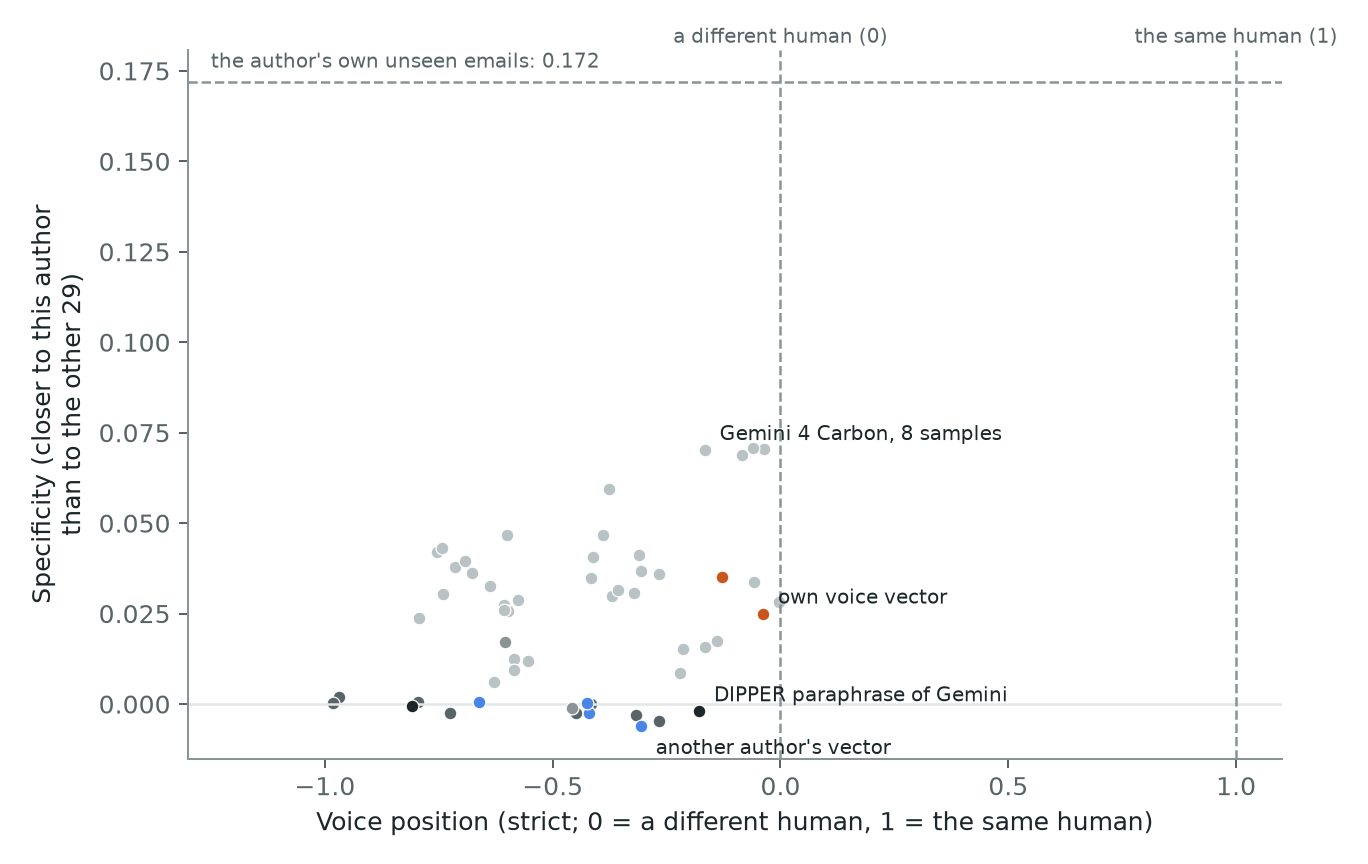 a different human (0)
the same human (1)
the author's own unseen emails: 0.172
0.175
0.150
0.125
0.100
0.075
0.050
0.025
0.000
Specificity (closer to this author
than to the other 29)
Gemini 4 Carbon, 8 samples
own voice vector
DIPPER paraphrase of Gemini
another author's vector
−1.0
−0.5
0.0
0.5
1.0
Voice position (strict; 0 = a different human, 1 = the same human)